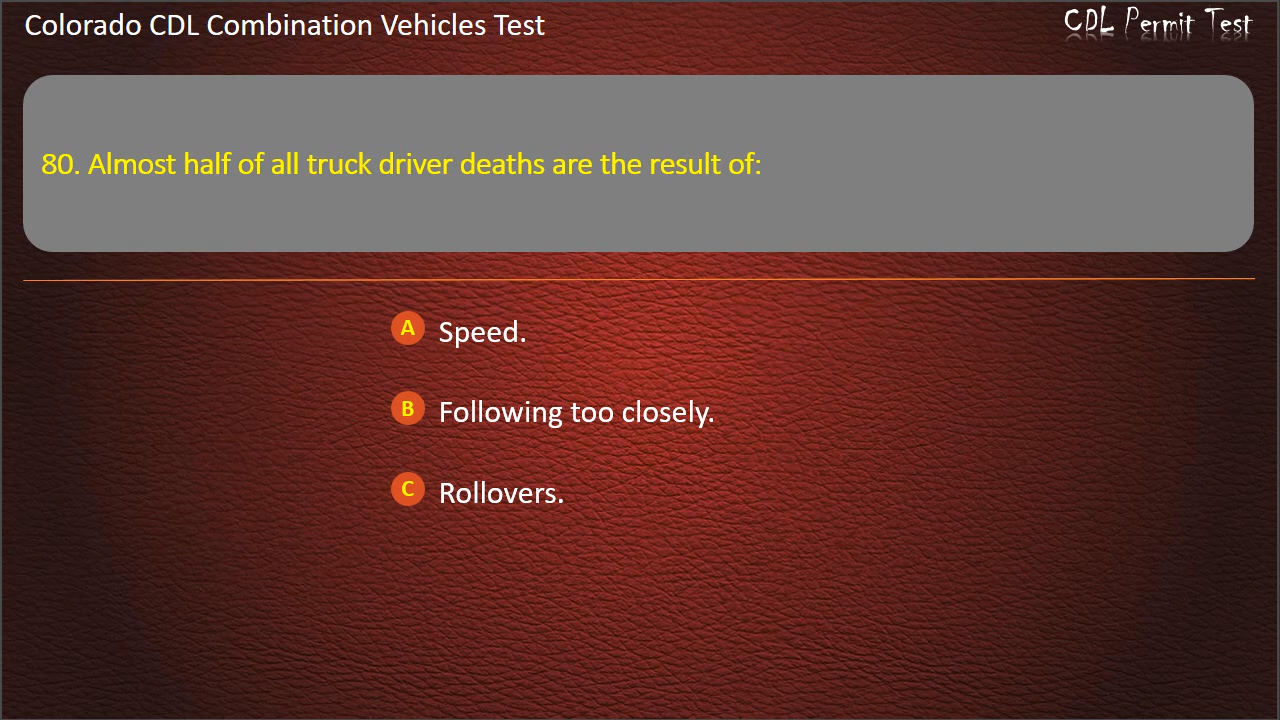 Colorado CDL Combination Vehicles Test
CDL Permit Test
80. Almost half of all truck driver deaths are the result of:
A Speed.
B Following too closely.
C Rollovers.